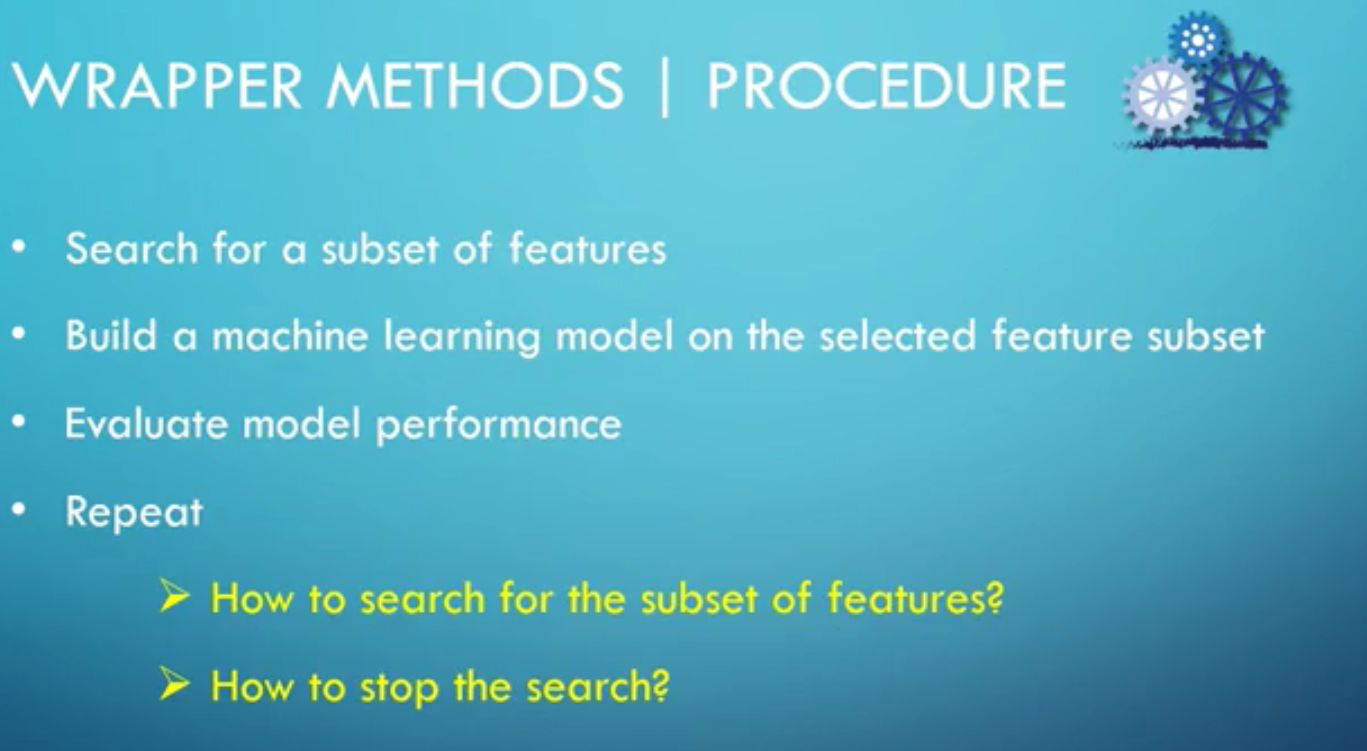 WRAPPER METHODS | PROCEDURE
• Search for a subset of features
• Build a machine learning model on the selected feature subset
• Evaluate model performance
• Repeat
➢ How to search for the subset of features?
➢ How to stop the search?